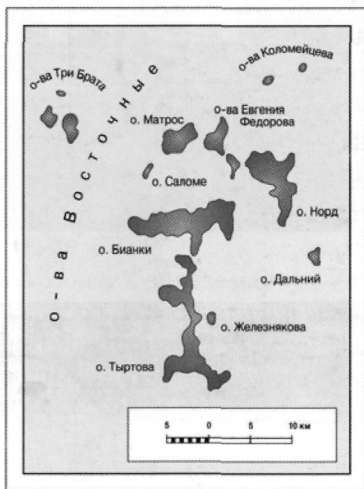 о-ва Коломейцева
о-ва Три Брата
о-ва Восточные
о. Матрос
о-ва Евгения
Федорова
о. Саломе
о. Норд
о. Бианки
о. Дальний
о. Железнякова
о. Тыртова
5 0 5 10 км